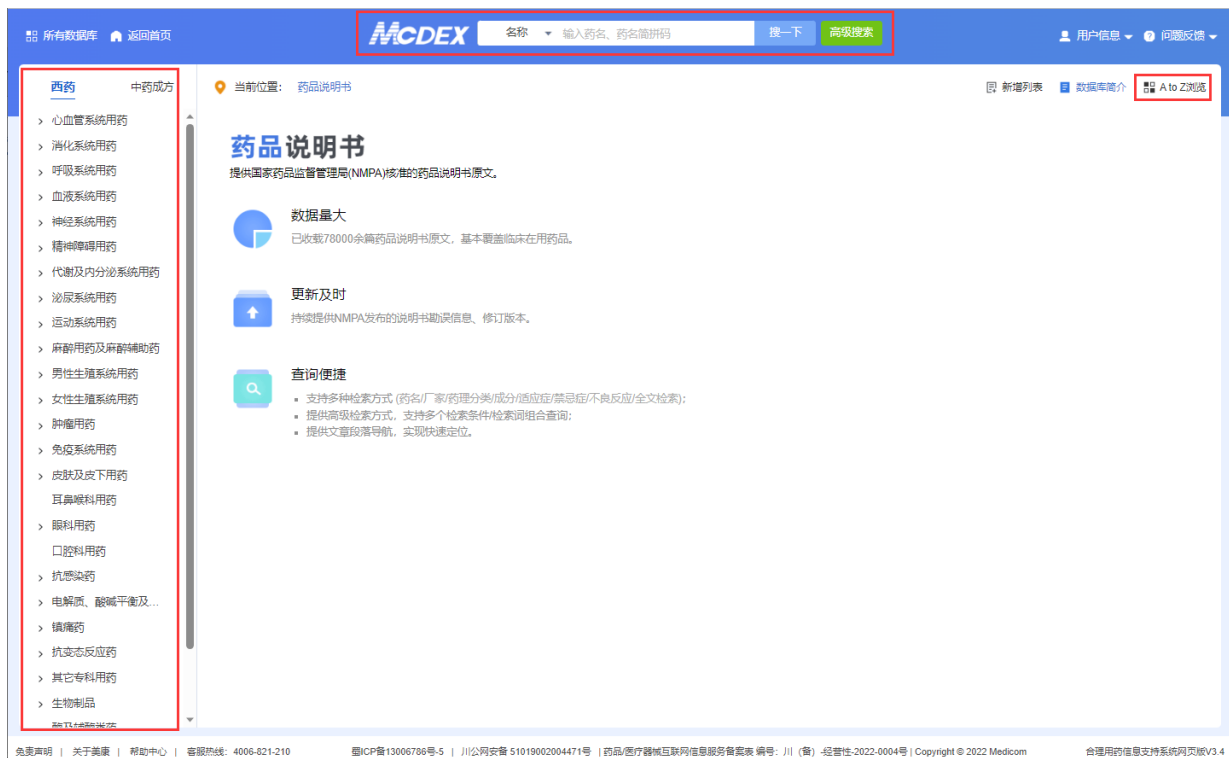 所有数据库 返回首页 MCDEX 名称 输入药名、药名简拼码 搜一下 高级搜索 用户信息 问题反馈
西药 中药成方 当前位置: 药品说明书 新增列表 数据库简介 A to Z浏览
心血管系统用药
消化系统用药
呼吸系统用药
血液系统用药
神经系统用药
精神障碍用药
代谢及内分泌系统用药
泌尿系统用药
运动系统用药
麻醉用药及麻醉辅助药
男性生殖系统用药
女性生殖系统用药
肿瘤用药
免疫系统用药
皮肤及皮下用药
耳鼻喉科用药
眼科用药
口腔科用药
抗感染药
电解质、酸碱平衡及...
镇痛药
抗变态反应药
其它专科用药
生物制品
酶及辅酶类药
药品说明书
提供国家药品监督管理局(NMPA)核准的药品说明书原文。
数据量大
已收载78000余篇药品说明书原文，基本覆盖临床在用药品。
更新及时
持续提供NMPA发布的说明书勘误信息、修订版本。
查询便捷
▪ 支持多种检索方式 (药名/厂家/药理分类/成分/适应症/禁忌症/不良反应/全文检索);
▪ 提供高级检索方式，支持多个检索条件/检索词组合查询;
▪ 提供文章段落导航，实现快速定位。
免责声明 | 关于美康 | 帮助中心 | 客服热线: 4006-821-210 蜀ICP备13006786号-5 | 川公网安备 51019002004471号 | 药品/医疗器械互联网信息服务备案表 编号: 川 (备) -经营性-2022-0004号 | Copyright © 2022 Medicom 合理用药信息支持系统网页版V3.4